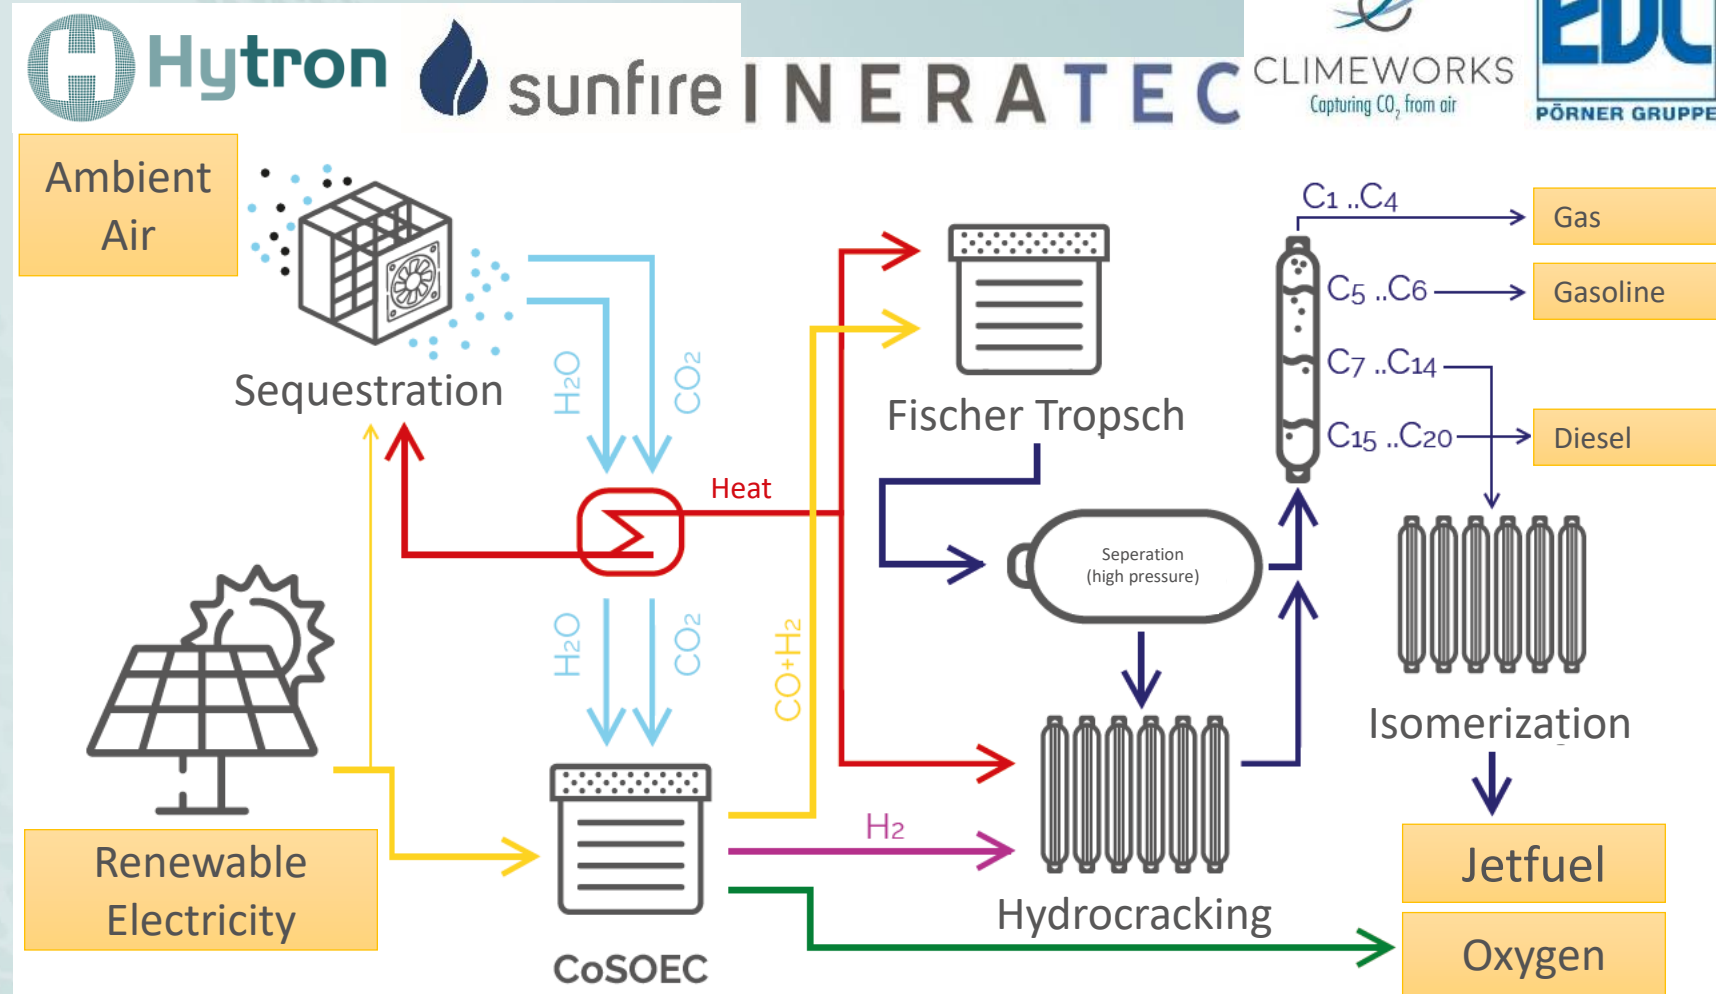 Hytron
sunfire
INERATEC
CLIMEWORKS
Capturing CO₂ from air
EDL
PÖRNER GRUPPE
Ambient
Air
Sequestration
H₂O
CO₂
Heat
Fischer Tropsch
C1 ..C4
Gas
C5 ..C6
Gasoline
C7 ..C14
C15 ..C20
Diesel
Seperation
(high pressure)
H₂O
CO₂
CO+H₂
Isomerization
Renewable
Electricity
H₂
Hydrocracking
CoSOEC
Jetfuel
Oxygen